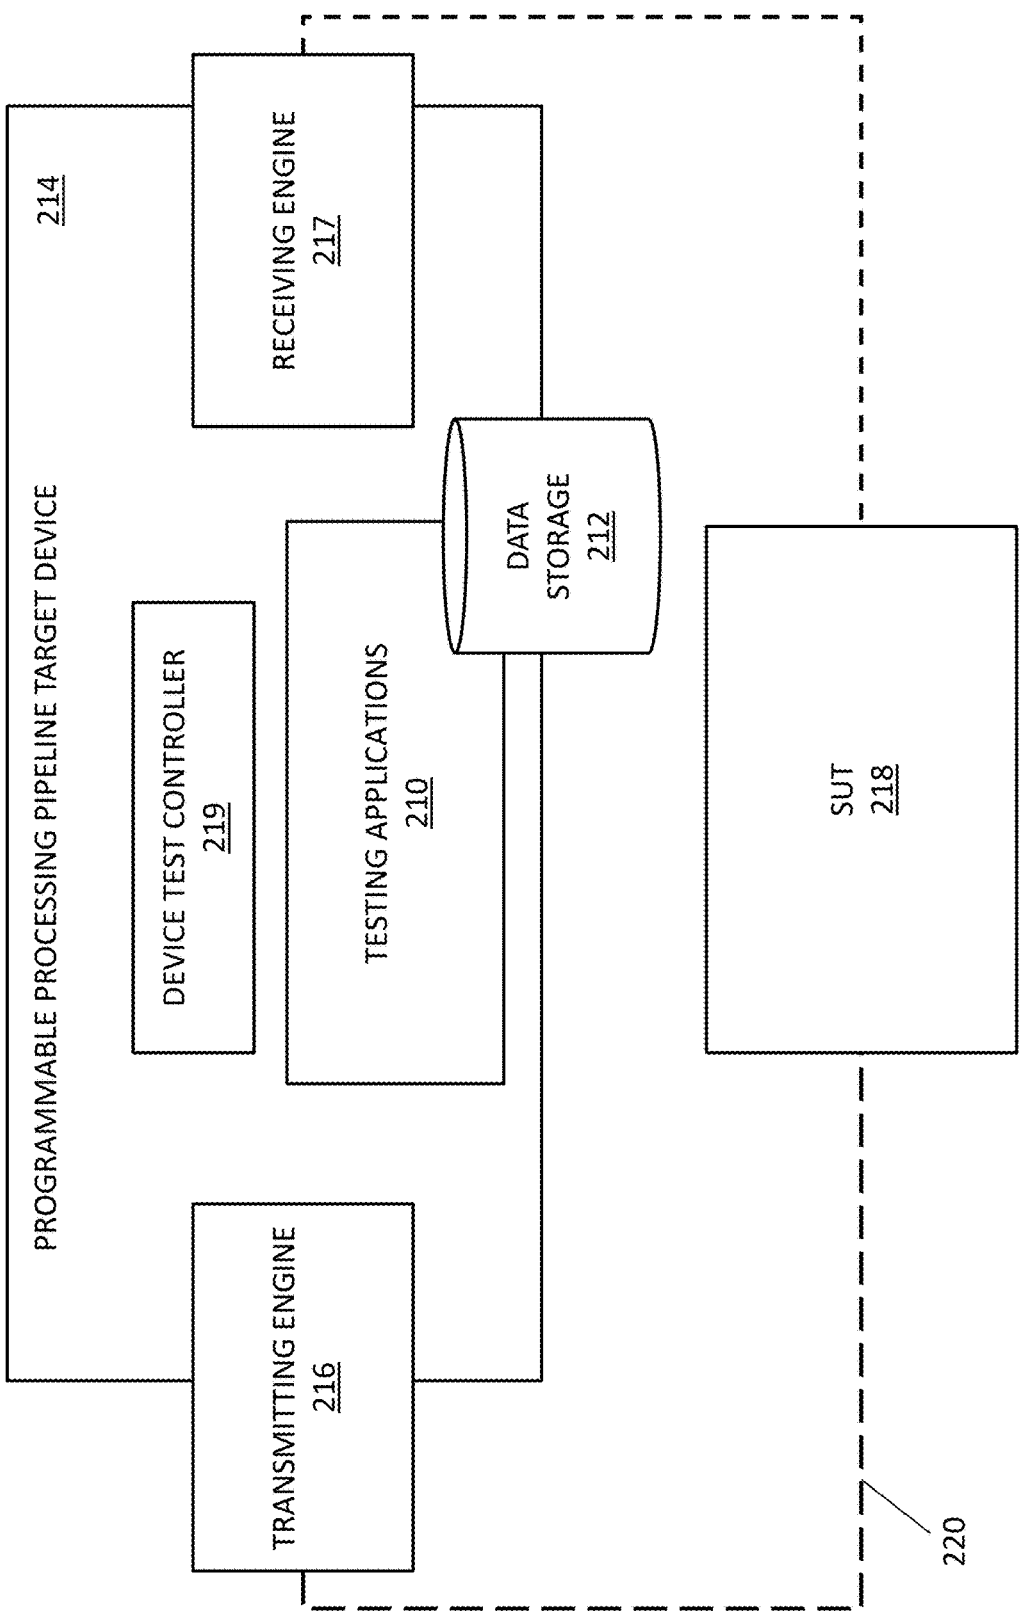 PROGRAMMABLE PROCESSING PIPELINE TARGET DEVICE
214
DEVICE TEST CONTROLLER
219
TRANSMITTING ENGINE
216
TESTING APPLICATIONS
210
RECEIVING ENGINE
217
DATA
STORAGE
212
SUT
218
220